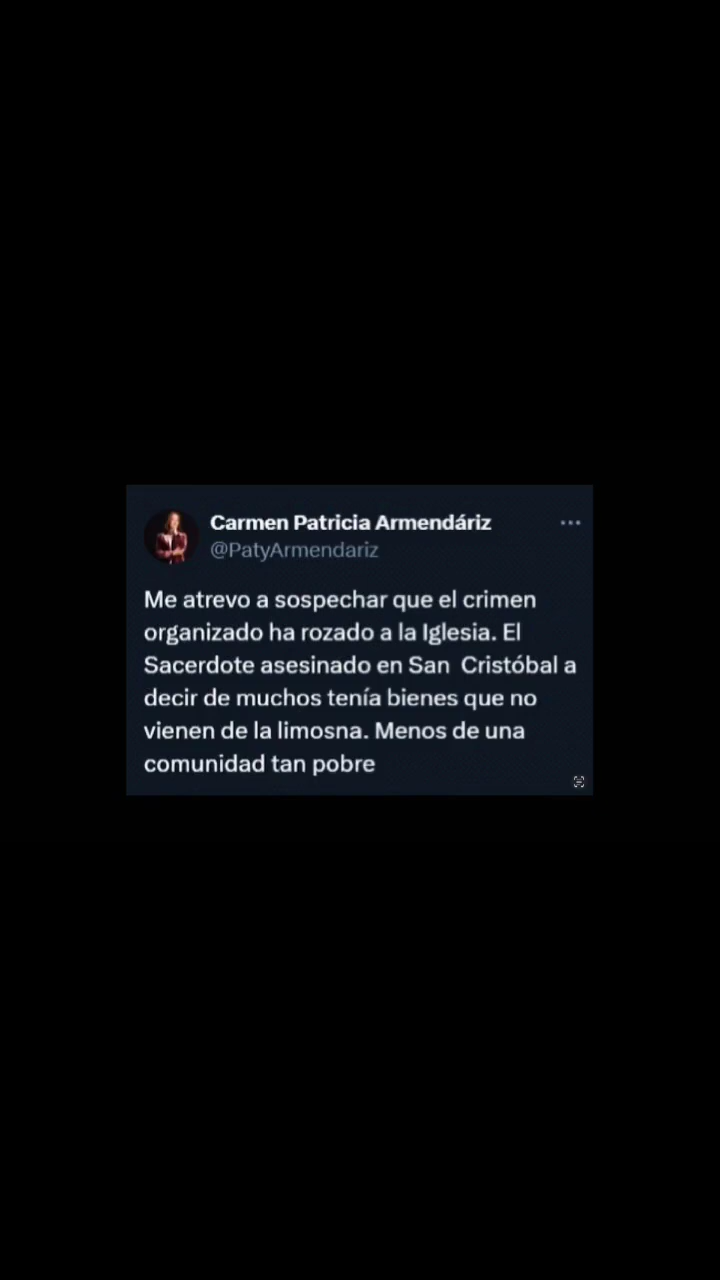 Carmen Patricia Armendáriz
@PatyArmendariz
Me atrevo a sospechar que el crimen
organizado ha rozado a la Iglesia. El
Sacerdote asesinado en San Cristóbal a
decir de muchos tenía bienes que no
vienen de la limosna. Menos de una
comunidad tan pobre